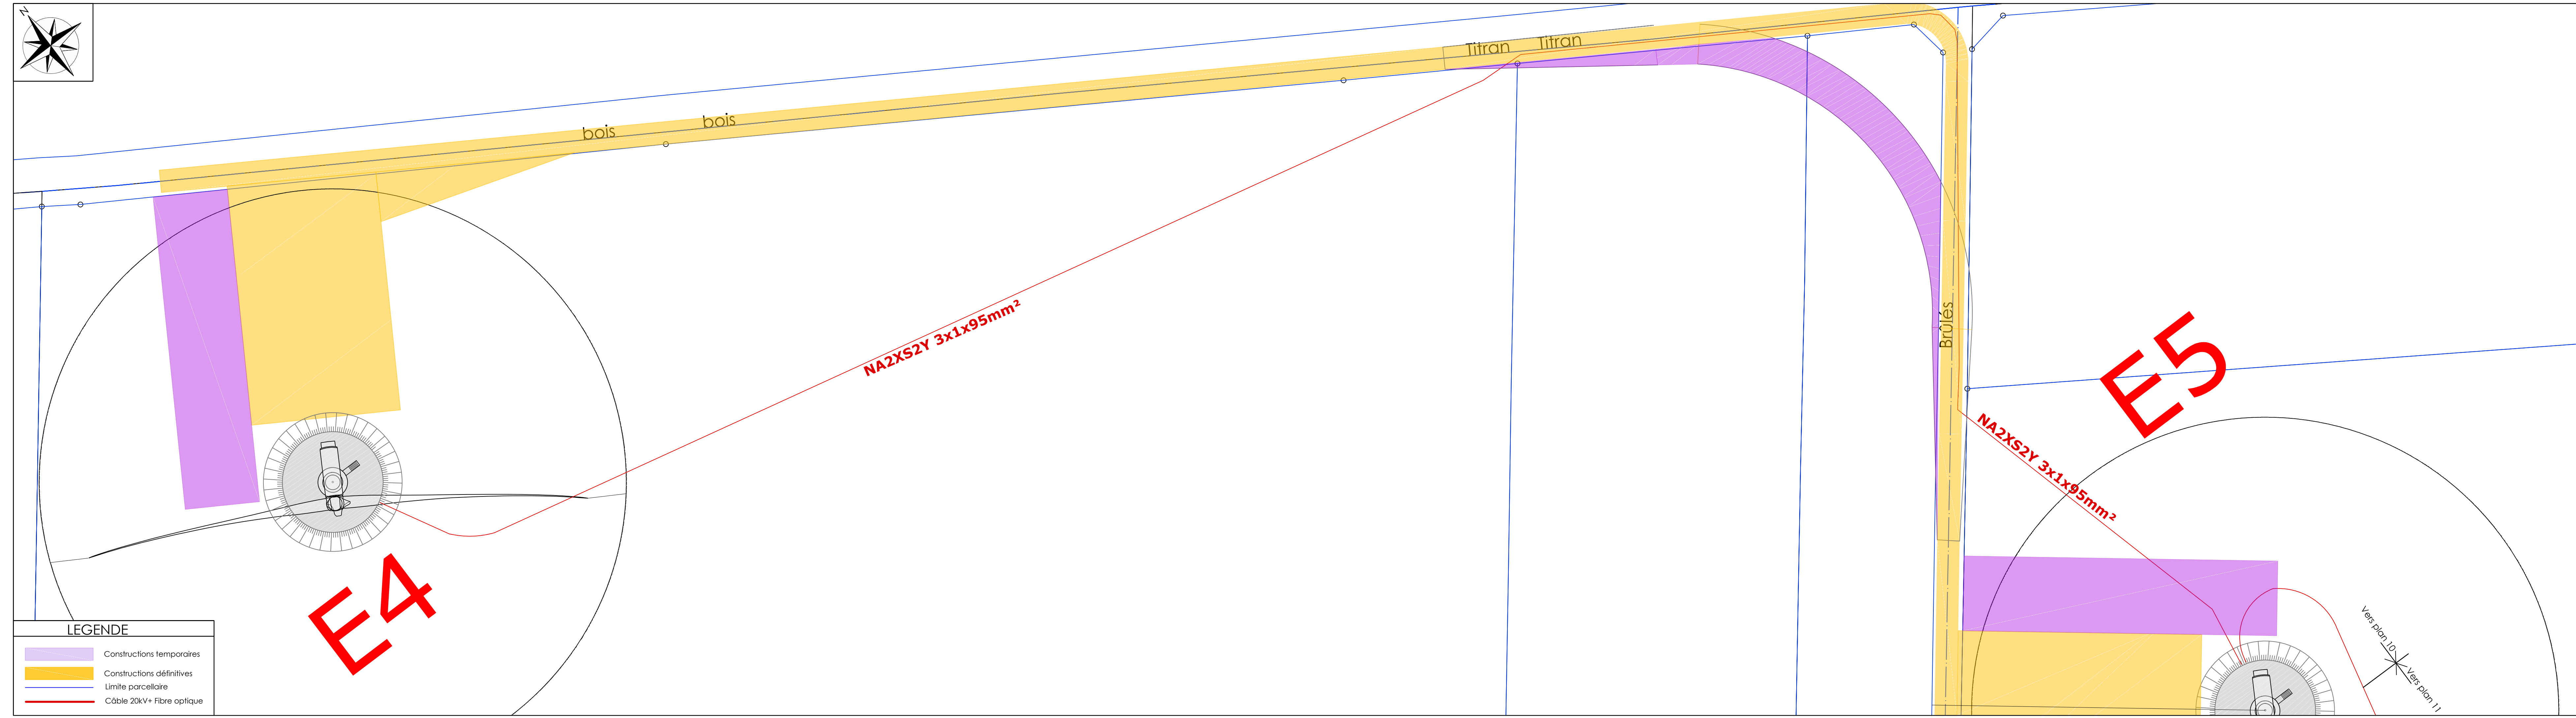 N
bois
bois
Titran
Titran
Brûlés
NA2XS2Y 3x1x95mm²
E5
NA2XS2Y 3x1x95mm²
E4
Vers plan 10
Vers plan 11
LEGENDE
Constructions temporaires
Constructions définitives
Limite parcellaire
Câble 20kV+ Fibre optique